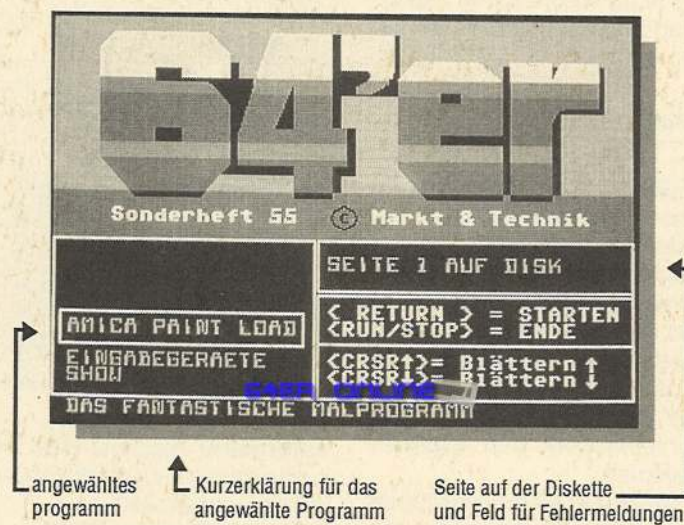 64'er
Sonderheft 55 © Markt & Technik
SEITE 1 AUF DISK
AMICA PAINT LOAD
EINGABEGERAETE
SHOW
< RETURN > = STARTEN
<RUN/STOP> = ENDE
<CRSR↑>= Blättern ↑
<CRSR↓>= Blättern ↓
64ER ONLINE
DAS FANTASTISCHE MALPROGRAMM
angewähltes
programm
Kurzerklärung für das
angewählte Programm
Seite auf der Diskette
und Feld für Fehlermeldungen